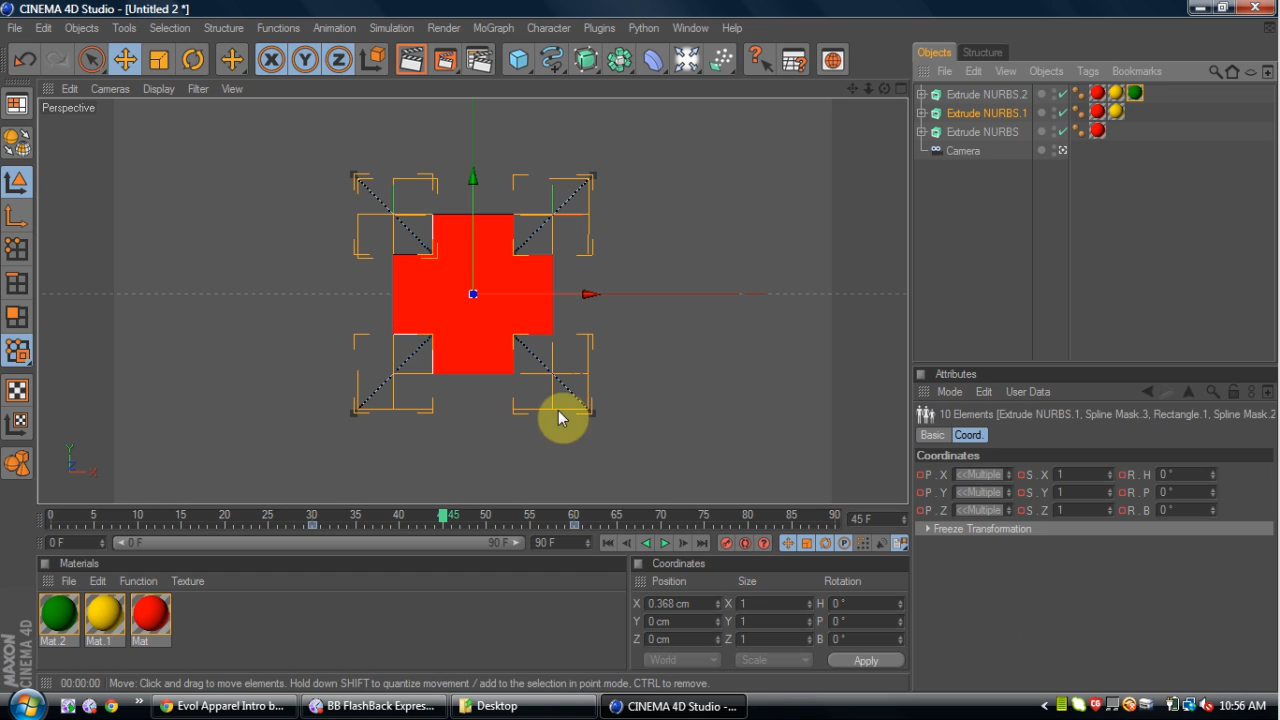 CINEMA 4D Studio - [Untitled 2 *]
File Edit Objects Tools Selection Structure Functions Animation Simulation Render MoGraph Character Plugins Python Window Help
X Y Z
Edit Cameras Display Filter View
Perspective
Y
X
0 5 10 15 20 25 30 35 40 45 50 55 60 65 70 75 80 85 90
45 F
0 F
0 F
90 F
90 F
Materials
File Edit Function Texture
Mat.2 Mat.1 Mat
Coordinates
Position Size Rotation
X 0.368 cm X 1 H 0 °
Y 0 cm Y 1 P 0 °
Z 0 cm Z 1 B 0 °
World Scale Apply
MAXON CINEMA 4D
00:00:00 Move: Click and drag to move elements. Hold down SHIFT to quantize movement / add to the selection in point mode, CTRL to remove.
Objects Structure
File Edit View Objects Tags Bookmarks
Extrude NURBS.2
Extrude NURBS.1
Extrude NURBS
Camera
Attributes
Mode Edit User Data
10 Elements [Extrude NURBS.1, Spline Mask.3, Rectangle.1, Spline Mask.2
Basic Coord.
Coordinates
P . X <<Multiple S . X 1 R . H 0 °
P . Y <<Multiple S . Y 1 R . P 0 °
P . Z <<Multiple S . Z 1 R . B 0 °
Freeze Transformation
Evol Apparel Intro b... BB FlashBack Expres... Desktop CINEMA 4D Studio -... 10:56 AM